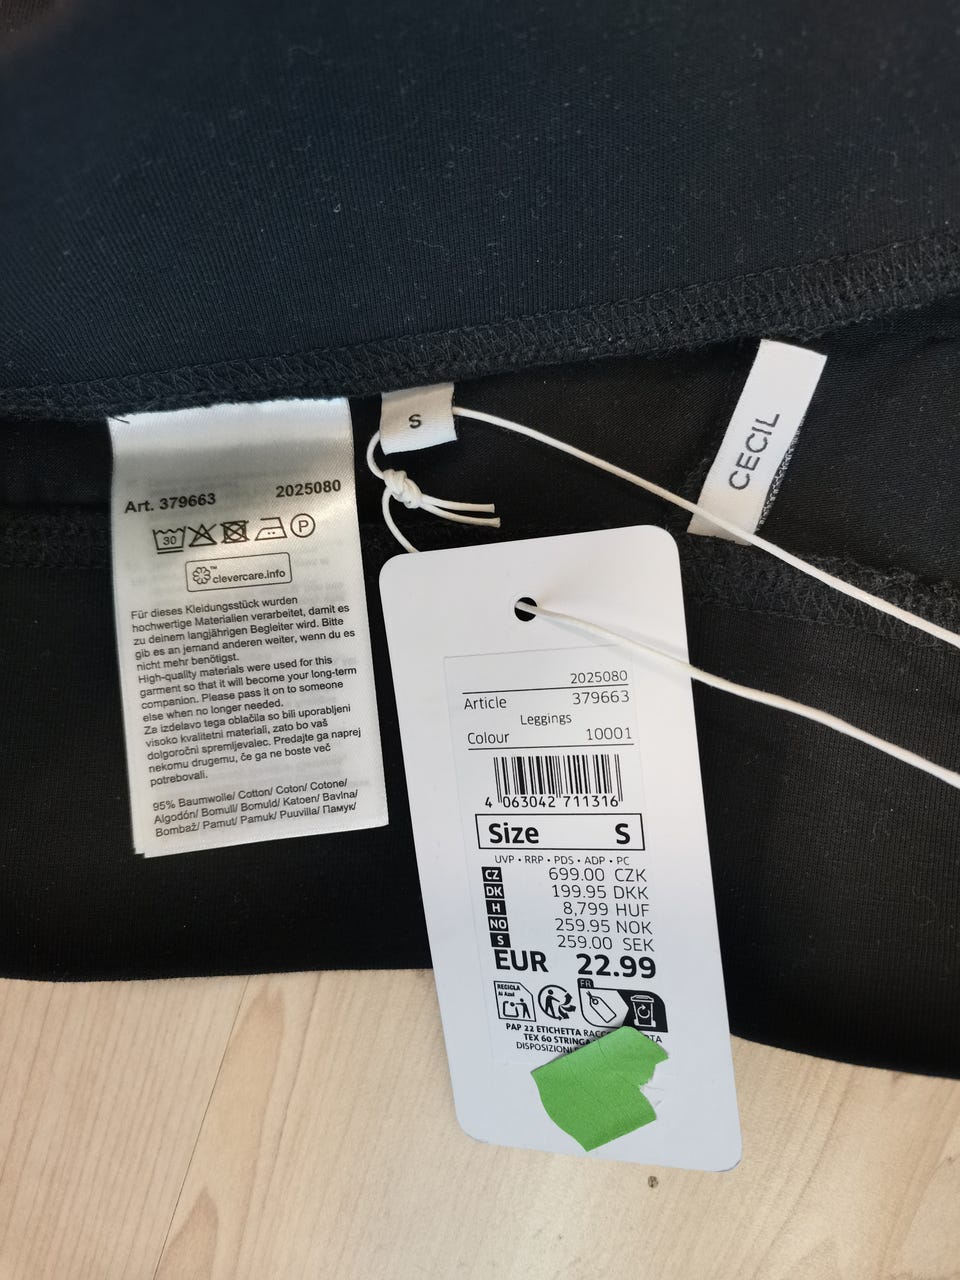 Art. 379663 2025080
30
P
™ clevercare.info
Für dieses Kleidungsstück wurden
hochwertige Materialien verarbeitet, damit es
zu deinem langjährigen Begleiter wird. Bitte
gib es an jemand anderen weiter, wenn du es
nicht mehr benötigst.
High-quality materials were used for this
garment so that it will become your long-term
companion. Please pass it on to someone
else when no longer needed.
Za izdelavo tega oblačila so bili uporabljeni
visoko kvalitetni materiali, zato bo vaš
dolgoročni spremljevalec. Predajte ga naprej
nekomu drugemu, če ga ne boste več
potrebovali.
95% Baumwolle/ Cotton/ Coton/ Cotone/
Algodón/ Bomull/ Bomuld/ Katoen/ Bavlna/
Bombaž/ Pamut/ Pamuk/ Puuvilla/ Памук/
S
CECIL
2025080
Article 379663
Leggings
Colour 10001
4 063042 711316
Size S
UVP • RRP • PDS • ADP • PC
CZ 699.00 CZK
DK 199.95 DKK
H 8,799 HUF
NO 259.95 NOK
S 259.00 SEK
EUR 22.99
RECICLA
Al Azul
FR
PAP 22 ETICHETTA
TEX 60 STRINGA